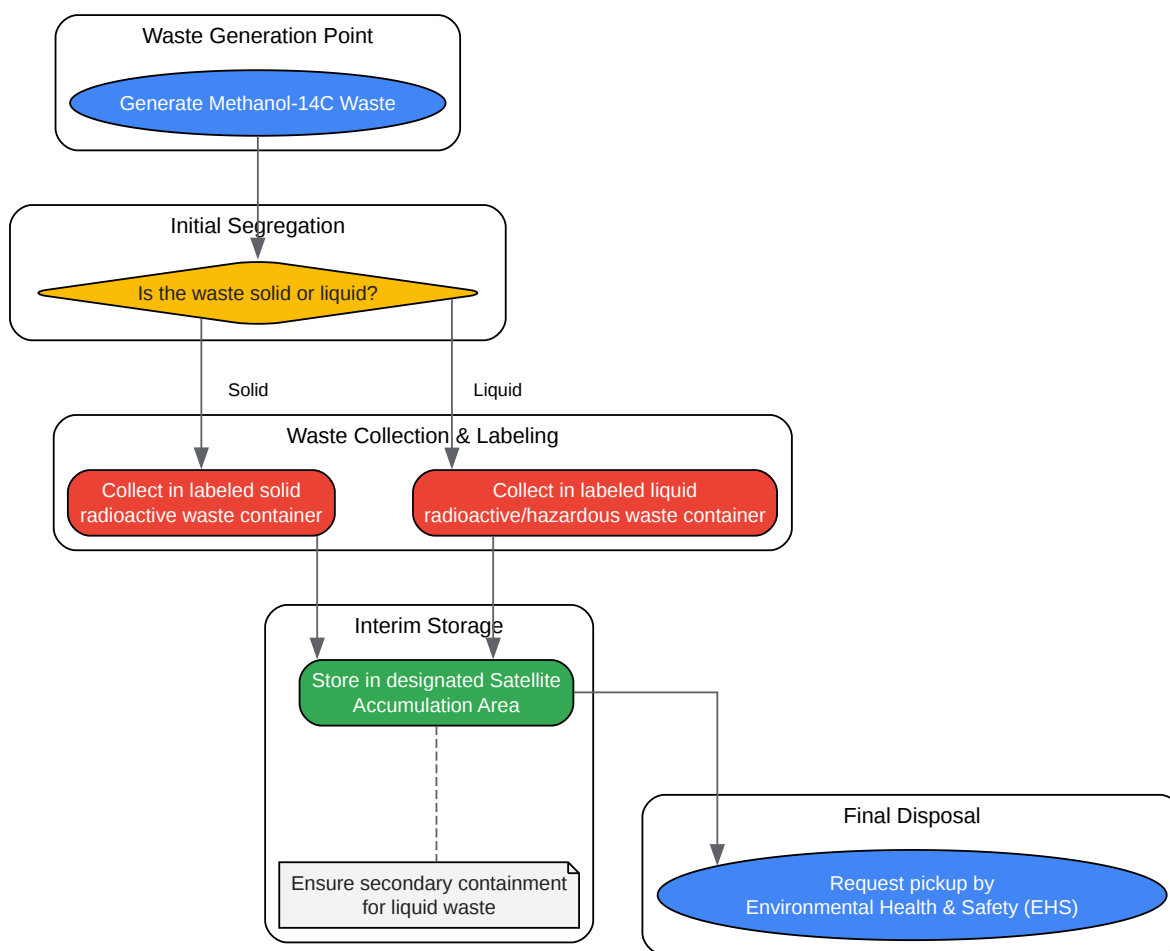 Waste Generation Point
Generate Methanol-14C Waste
Initial Segregation
Is the waste solid or liquid?
Solid
Liquid
Waste Collection & Labeling
Collect in labeled solid
radioactive waste container
Collect in labeled liquid
radioactive/hazardous waste container
Interim Storage
Store in designated Satellite
Accumulation Area
Ensure secondary containment
for liquid waste
Final Disposal
Request pickup by
Environmental Health & Safety (EHS)